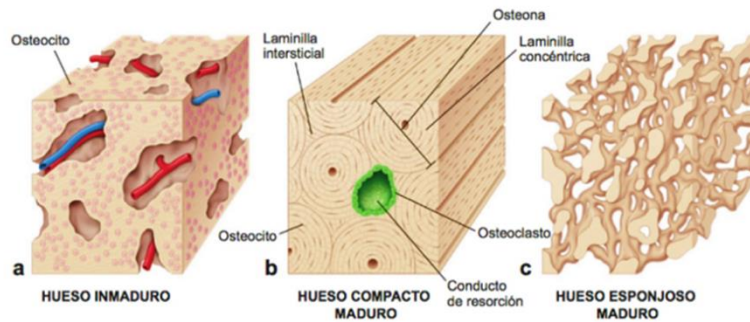 Osteocito
a
HUESO INMADURO
Laminilla
intersticial
Osteona
Laminilla
concéntrica
Osteocito
Osteoclasto
Conducto
de resorción
b
HUESO COMPACTO
MADURO
c
HUESO ESPONJOSO
MADURO